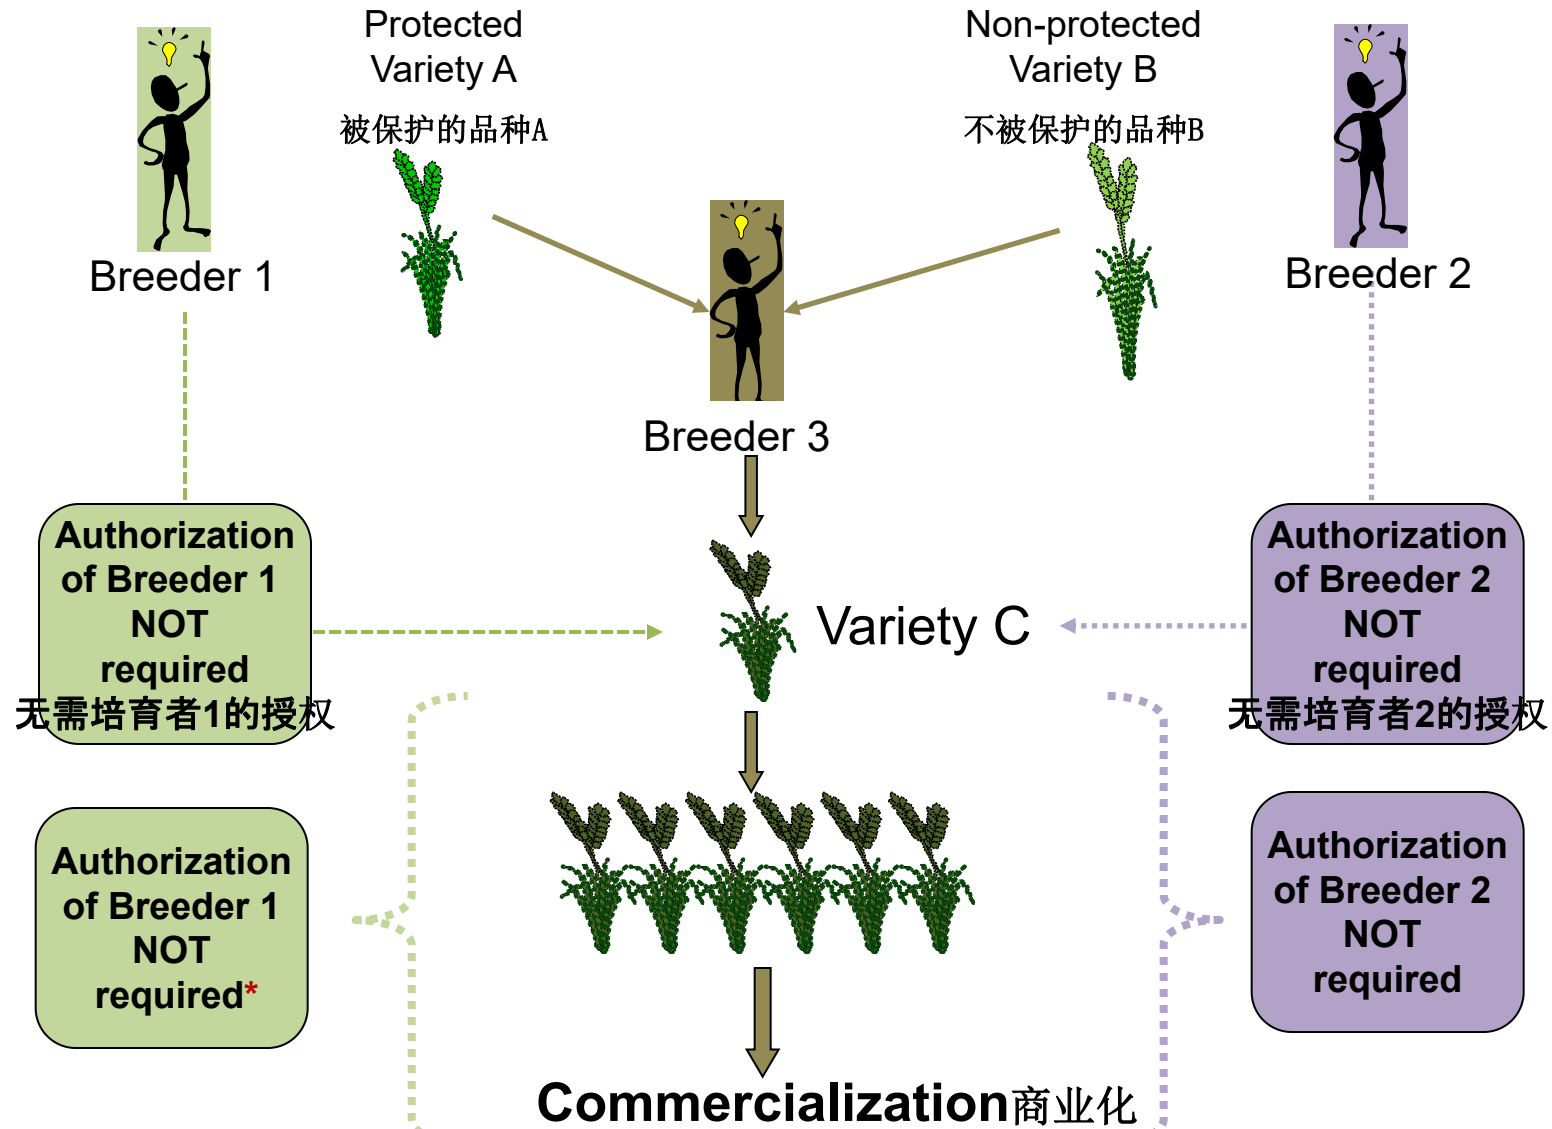 Protected
Variety A
被保护的品种A
Non-protected
Variety B
不被保护的品种B
Breeder 1
Breeder 2
Breeder 3
Authorization
of Breeder 1
NOT
required
无需培育者1的授权
Variety C
Authorization
of Breeder 2
NOT
required
无需培育者2的授权
Authorization
of Breeder 1
NOT
required*
Authorization
of Breeder 2
NOT
required
Commercialization商业化